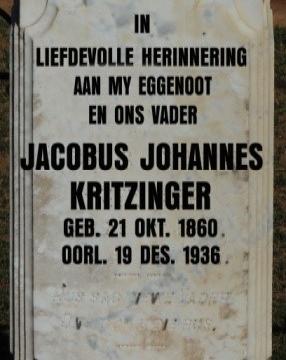 IN
LIEFDEVOLLE HERINNERING
AAN MY EGGENOOT
EN ONS VADER
JACOBUS JOHANNES
KRITZINGER
GEB. 21 OKT. 1860.
OORL. 19 DES. 1936.